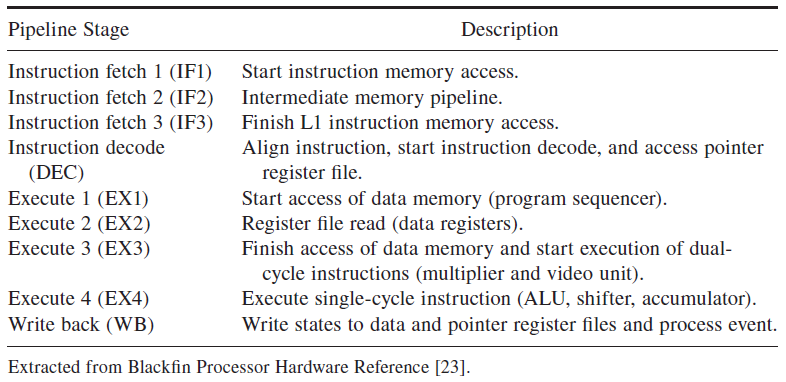 Pipeline Stage Description
Instruction fetch 1 (IF1) Start instruction memory access.
Instruction fetch 2 (IF2) Intermediate memory pipeline.
Instruction fetch 3 (IF3) Finish L1 instruction memory access.
Instruction decode Align instruction, start instruction decode, and access pointer
(DEC) register file.
Execute 1 (EX1) Start access of data memory (program sequencer).
Execute 2 (EX2) Register file read (data registers).
Execute 3 (EX3) Finish access of data memory and start execution of dual-
cycle instructions (multiplier and video unit).
Execute 4 (EX4) Execute single-cycle instruction (ALU, shifter, accumulator).
Write back (WB) Write states to data and pointer register files and process event.
Extracted from Blackfin Processor Hardware Reference [23].